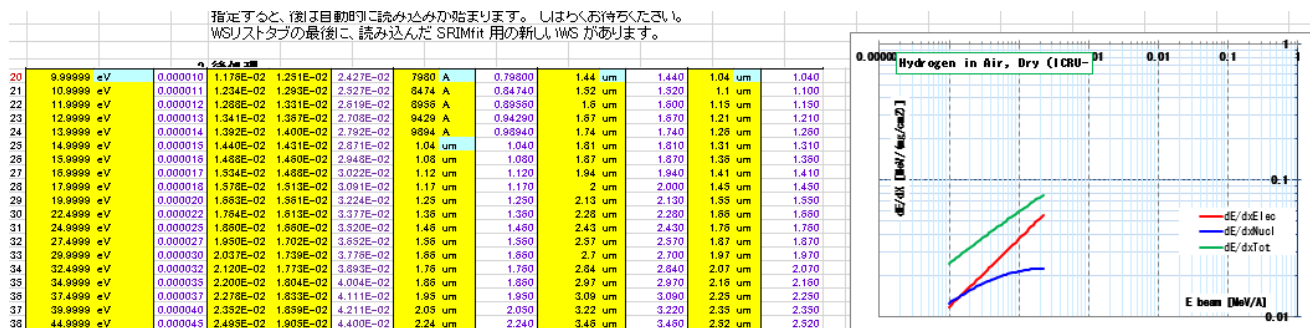 指定すると、後は自動的に読み込みが始まります。 しばらくお待ちください。
WSリストタブの最後に、読み込んだ SRIMfit 用の新しいWS があります。
20 9.99999 eV 0.000010 1.178E-02 1.251E-02 2.427E-02 7980 A 0.79800 1.44 um 1.440 1.04 um 1.040
21 10.9999 eV 0.000011 1.234E-02 1.293E-02 2.527E-02 8474 A 0.84740 1.52 um 1.520 1.1 um 1.100
22 11.9999 eV 0.000012 1.288E-02 1.331E-02 2.619E-02 8956 A 0.89560 1.6 um 1.600 1.15 um 1.150
23 12.9999 eV 0.000013 1.341E-02 1.367E-02 2.708E-02 9429 A 0.94290 1.67 um 1.670 1.21 um 1.210
24 13.9999 eV 0.000014 1.392E-02 1.400E-02 2.792E-02 9894 A 0.98940 1.74 um 1.740 1.26 um 1.260
25 14.9999 eV 0.000015 1.440E-02 1.431E-02 2.871E-02 1.04 um 1.040 1.81 um 1.810 1.31 um 1.310
26 15.9999 eV 0.000016 1.488E-02 1.460E-02 2.948E-02 1.08 um 1.080 1.87 um 1.870 1.36 um 1.360
27 16.9999 eV 0.000017 1.534E-02 1.488E-02 3.022E-02 1.12 um 1.120 1.94 um 1.940 1.41 um 1.410
28 17.9999 eV 0.000018 1.578E-02 1.513E-02 3.091E-02 1.17 um 1.170 2 um 2.000 1.45 um 1.450
29 19.9999 eV 0.000020 1.663E-02 1.561E-02 3.224E-02 1.25 um 1.250 2.13 um 2.130 1.55 um 1.550
30 22.4999 eV 0.000022 1.764E-02 1.613E-02 3.377E-02 1.36 um 1.360 2.28 um 2.280 1.66 um 1.660
31 24.9999 eV 0.000025 1.860E-02 1.660E-02 3.520E-02 1.46 um 1.460 2.43 um 2.430 1.76 um 1.760
32 27.4999 eV 0.000027 1.950E-02 1.702E-02 3.652E-02 1.56 um 1.560 2.57 um 2.570 1.87 um 1.870
33 29.9999 eV 0.000030 2.037E-02 1.739E-02 3.776E-02 1.66 um 1.660 2.7 um 2.700 1.97 um 1.970
34 32.4999 eV 0.000032 2.120E-02 1.773E-02 3.893E-02 1.76 um 1.760 2.84 um 2.840 2.07 um 2.070
35 34.9999 eV 0.000035 2.200E-02 1.804E-02 4.004E-02 1.86 um 1.860 2.97 um 2.970 2.16 um 2.160
36 37.4999 eV 0.000037 2.278E-02 1.833E-02 4.111E-02 1.95 um 1.950 3.09 um 3.090 2.25 um 2.250
37 39.9999 eV 0.000040 2.352E-02 1.859E-02 4.211E-02 2.05 um 2.050 3.22 um 3.220 2.35 um 2.350
38 44.9999 eV 0.000045 2.495E-02 1.905E-02 4.400E-02 2.24 um 2.240 3.46 um 3.460 2.52 um 2.520
Hydrogen in Air, Dry (ICRU-
0.01 0.1 1
1
0.1
0.01
dE/dX [MeV/(mg/cm2)]
dE/dxElec
dE/dxNucl
dE/dxTot
E beam [MeV/A]